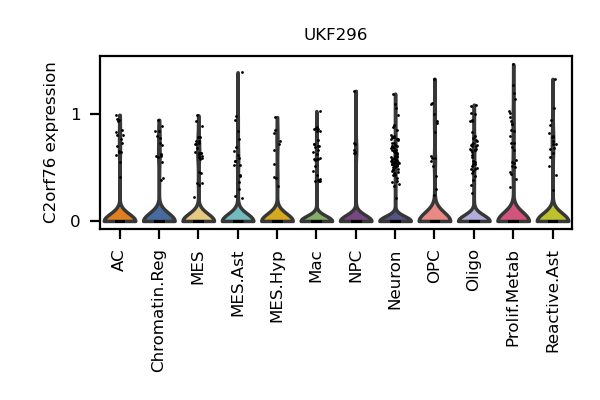 UKF296
C2orf76 expression
1
0
AC
Chromatin.Reg
MES
MES.Ast
MES.Hyp
Mac
NPC
Neuron
OPC
Oligo
Prolif.Metab
Reactive.Ast